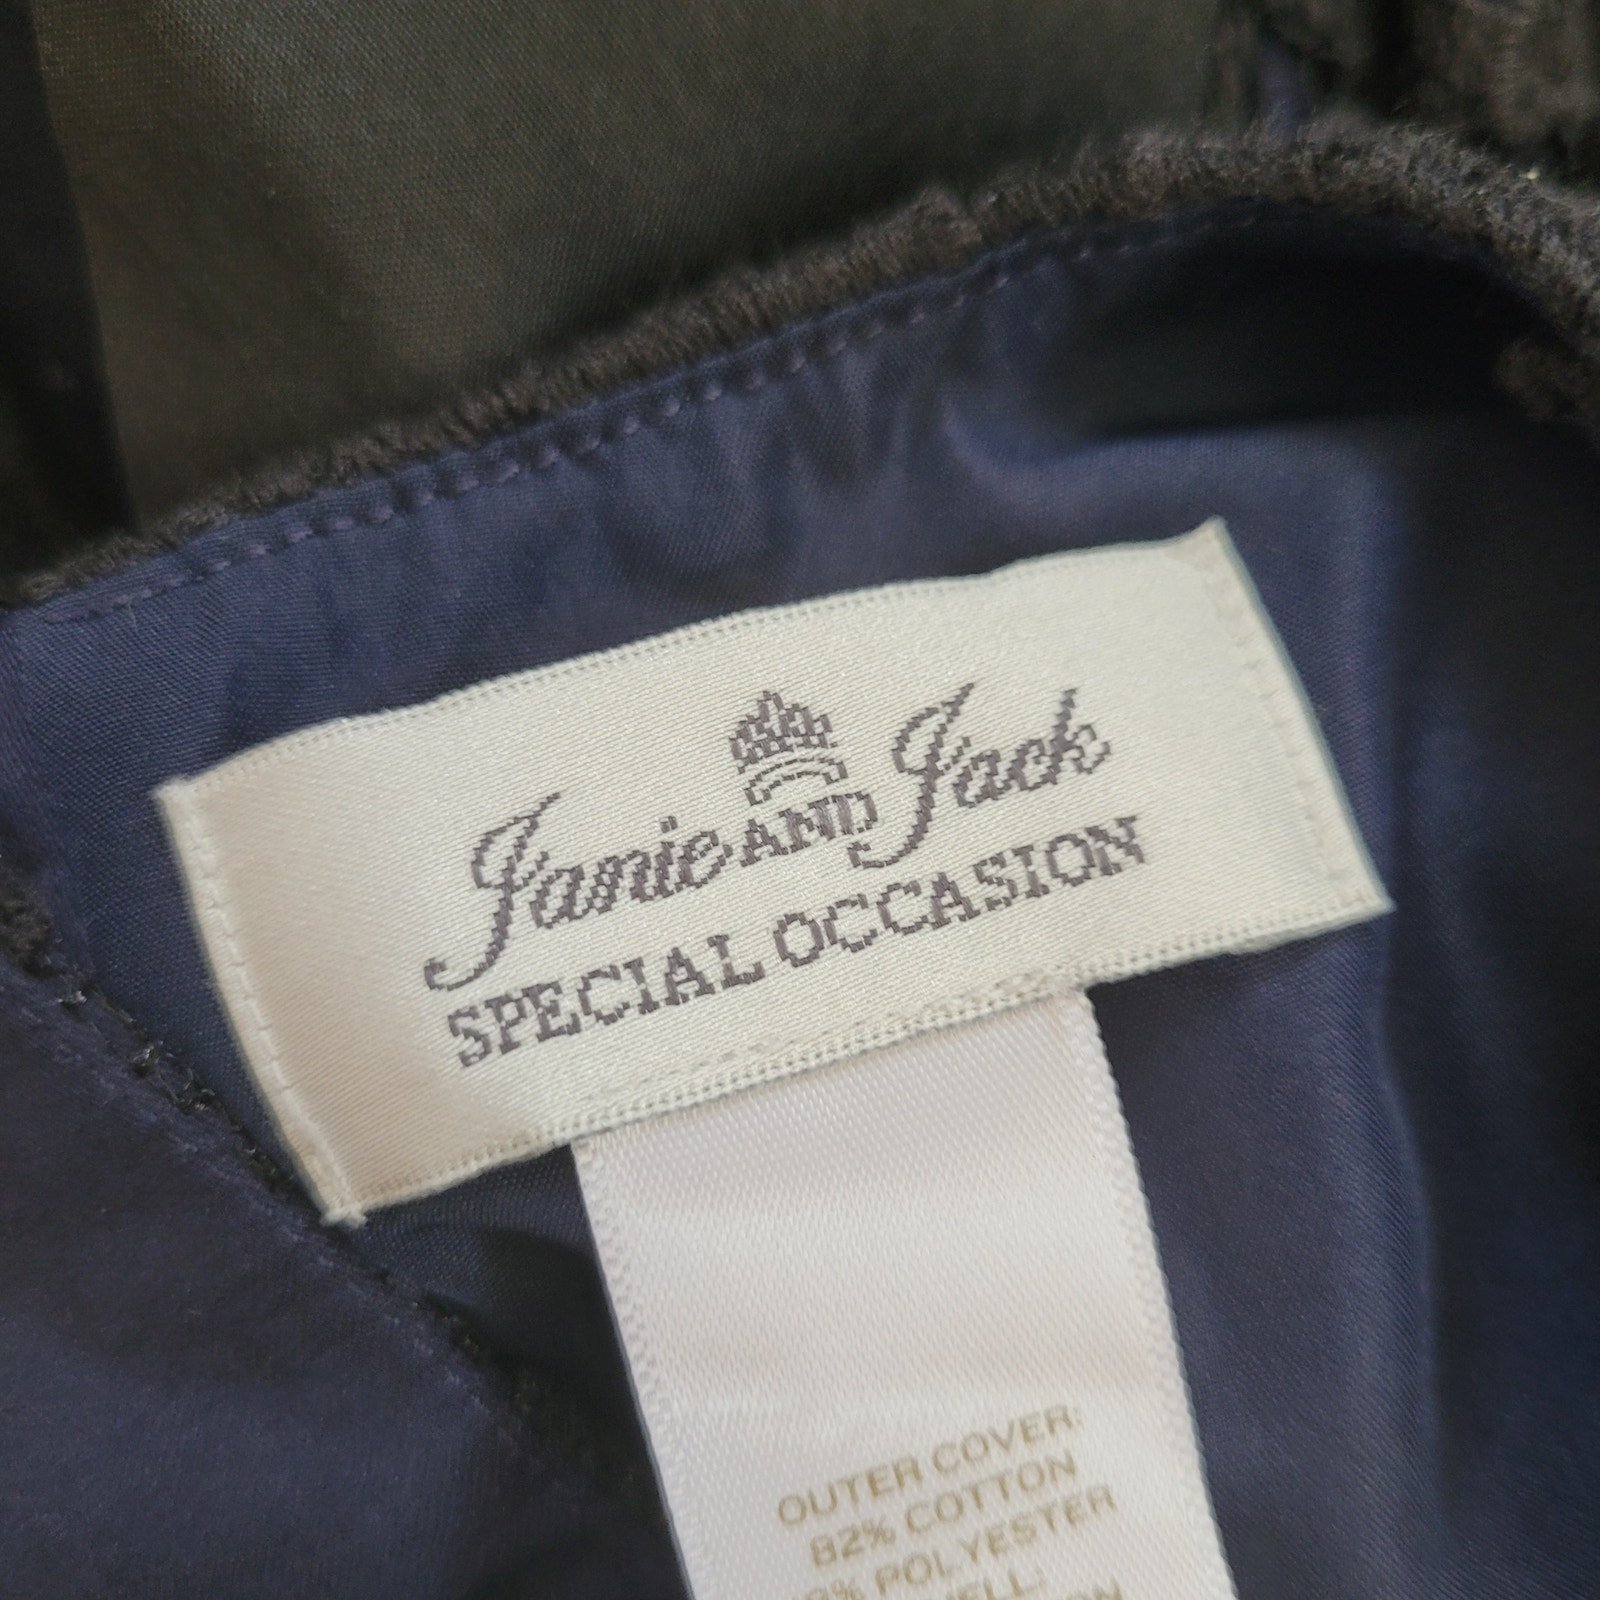 Janie AND Jack
SPECIAL OCCASION
OUTER COVER:
82% COTTON
POLYESTER